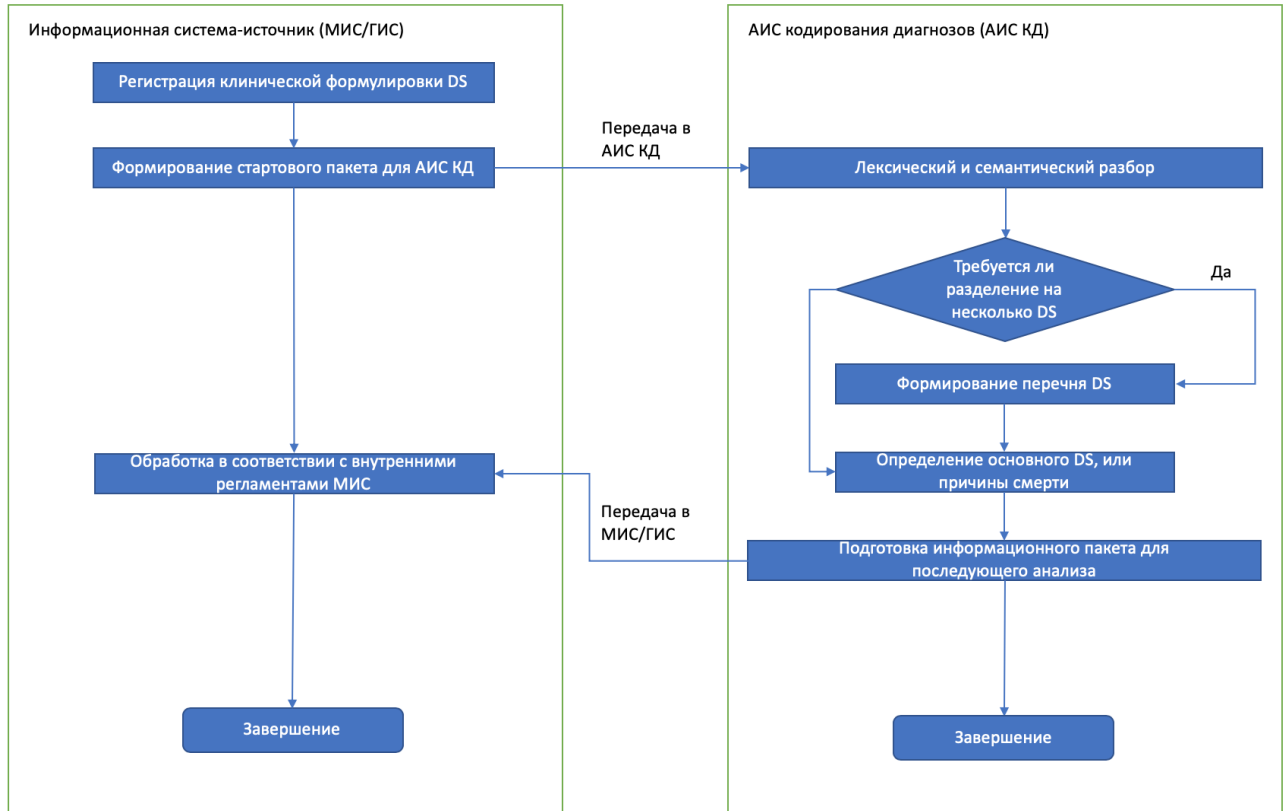 Информационная система-источник (МИС/ГИС)
Регистрация клинической формулировки DS
Формирование стартового пакета для АИС КД
Обработка в соответствии с внутренними
регламентами МИС
Завершение
Передача в
АИС КД
Передача в
МИС/ГИС
АИС кодирования диагнозов (АИС КД)
Лексический и семантический разбор
Требуется ли
разделение на
несколько DS
Да
Формирование перечня DS
Определение основного DS, или
причины смерти
Подготовка информационного пакета для
последующего анализа
Завершение